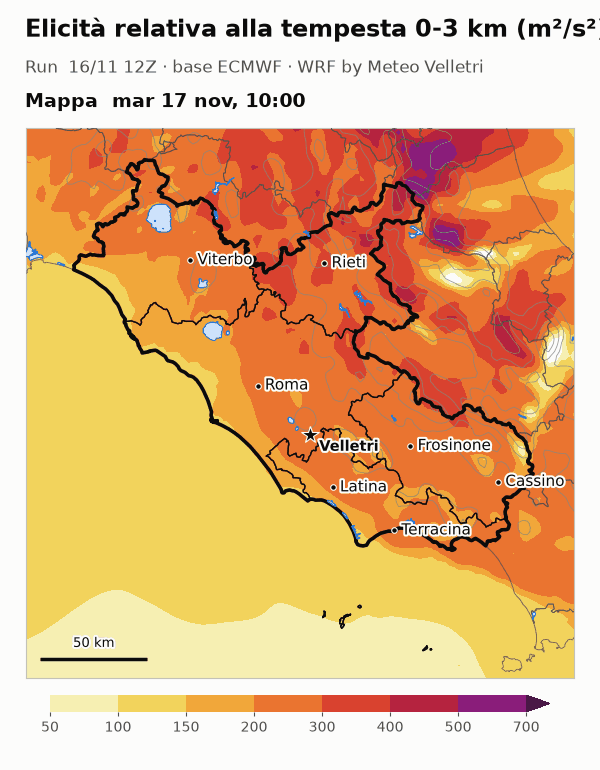 Elicità relativa alla tempesta 0-3 km (m²/s²)
Run  16/11 12Z · base ECMWF · WRF by Meteo Velletri
Mappa  mar 17 nov, 10:00
Viterbo
Rieti
Roma
Velletri
Frosinone
Cassino
Latina
Terracina
50 km
50 100 150 200 300 400 500 700